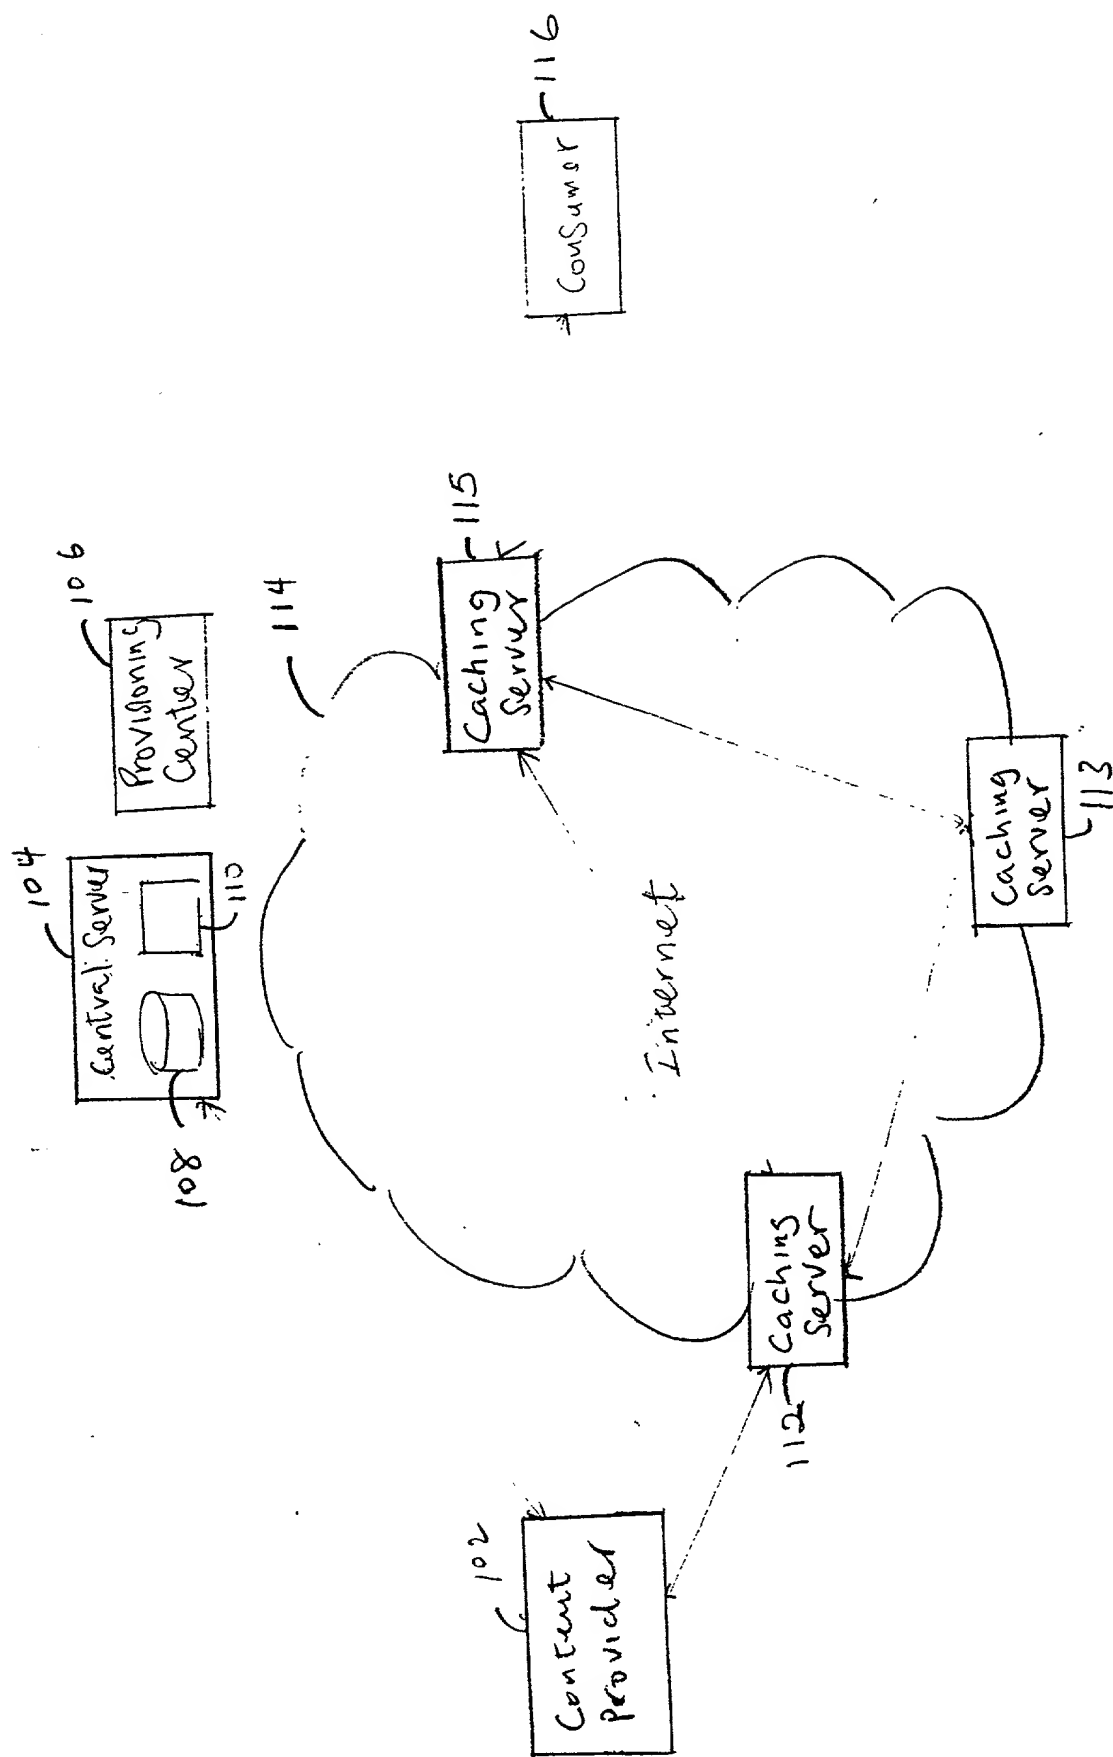 104
Central Server
108
110
106
Provisioning
Center
114
102
Content
Provider
Internet
Caching
Server
115
Consumer
116
112
Caching
Server
Caching
Server
113